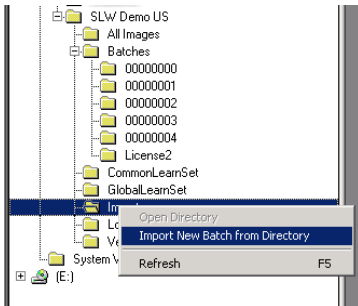 SLW Demo US
All Images
Batches
00000000
00000001
00000002
00000003
00000004
License2
CommonLearnSet
GlobalLearnSet
Open Directory
Import New Batch from Directory
Refresh F5
System
(E:)